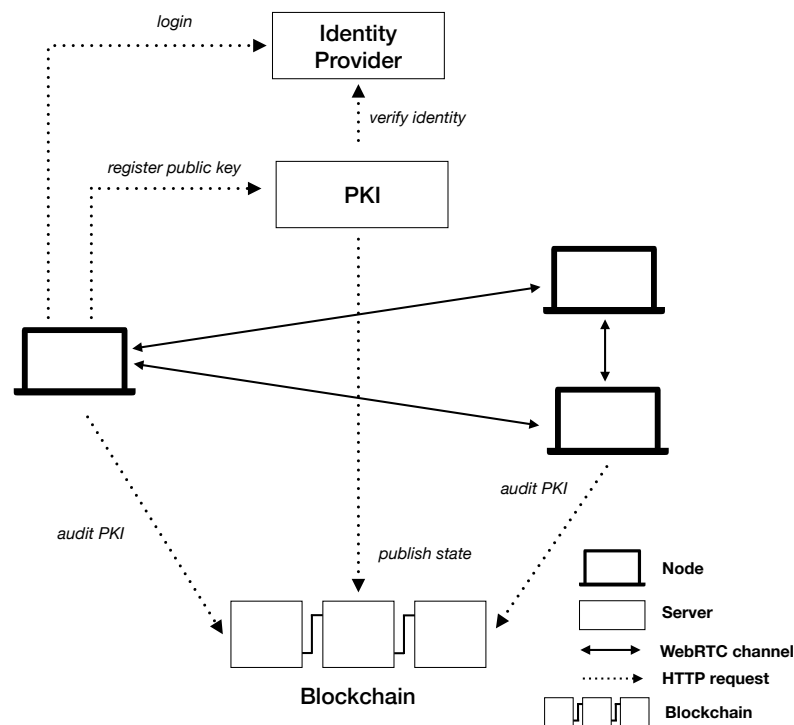 login
Identity
Provider
verify identity
register public key
PKI
audit PKI
audit PKI
publish state
Node
Server
WebRTC channel
HTTP request
Blockchain
Blockchain